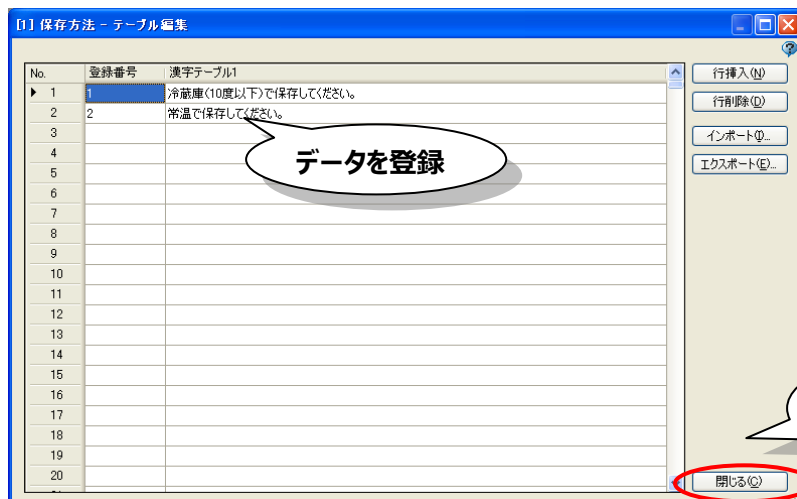 [1] 保存方法 - テーブル編集
No. 登録番号 漢字テーブル1
1 1 冷蔵庫(10度以下)で保存してください。
2 2 常温で保存してください。
3
4
5
6
7
8
9
10
11
12
13
14
15
16
17
18
19
20
データを登録
行挿入(N)
行削除(D)
インポート(I)...
エクスポート(E)...
閉じる(C)